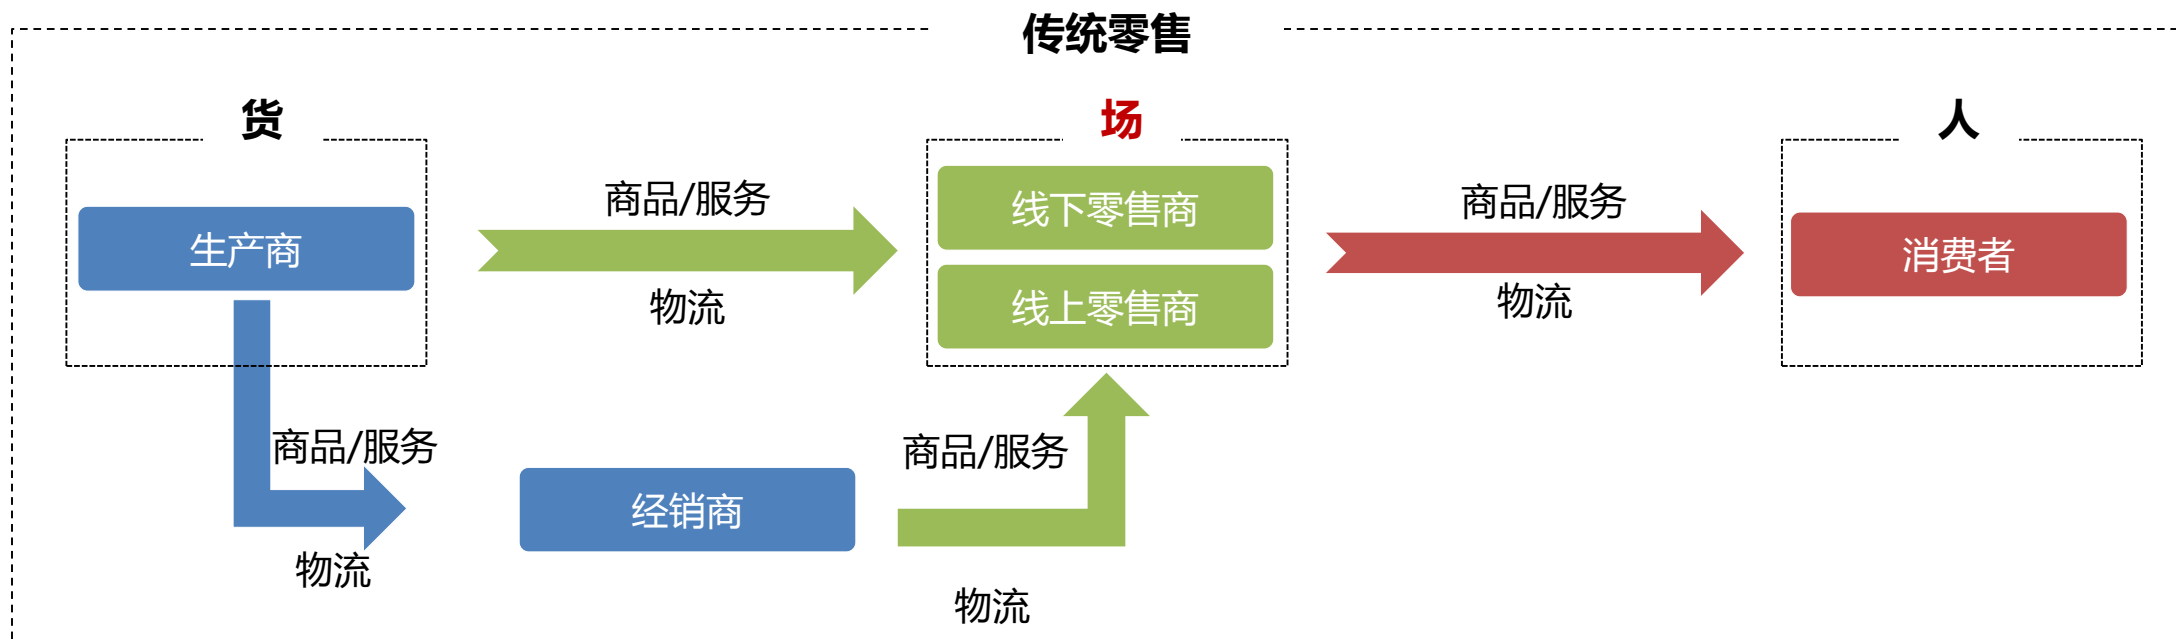 传统零售
货
场
人
商品/服务
商品/服务
线下零售商
生产商
消费者
线上零售商
物流
物流
商品/服务
商品/服务
经销商
物流
物流